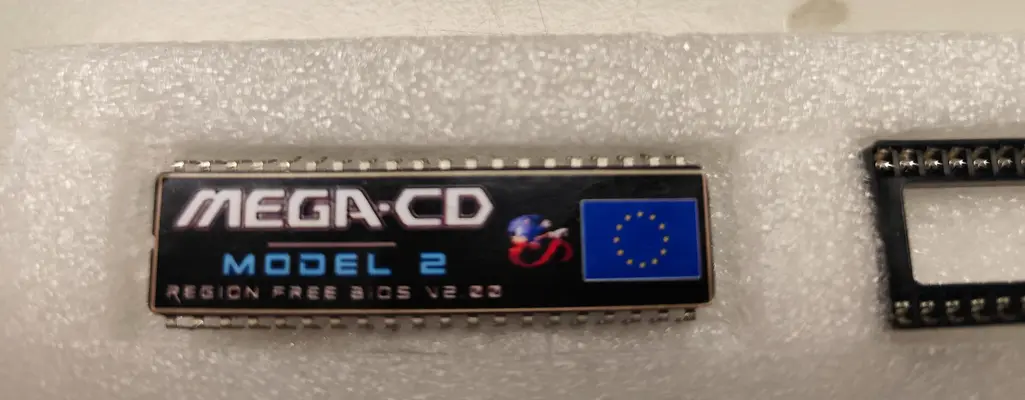 MEGA-CD
MODEL 2
REGION FREE BIOS V2.00